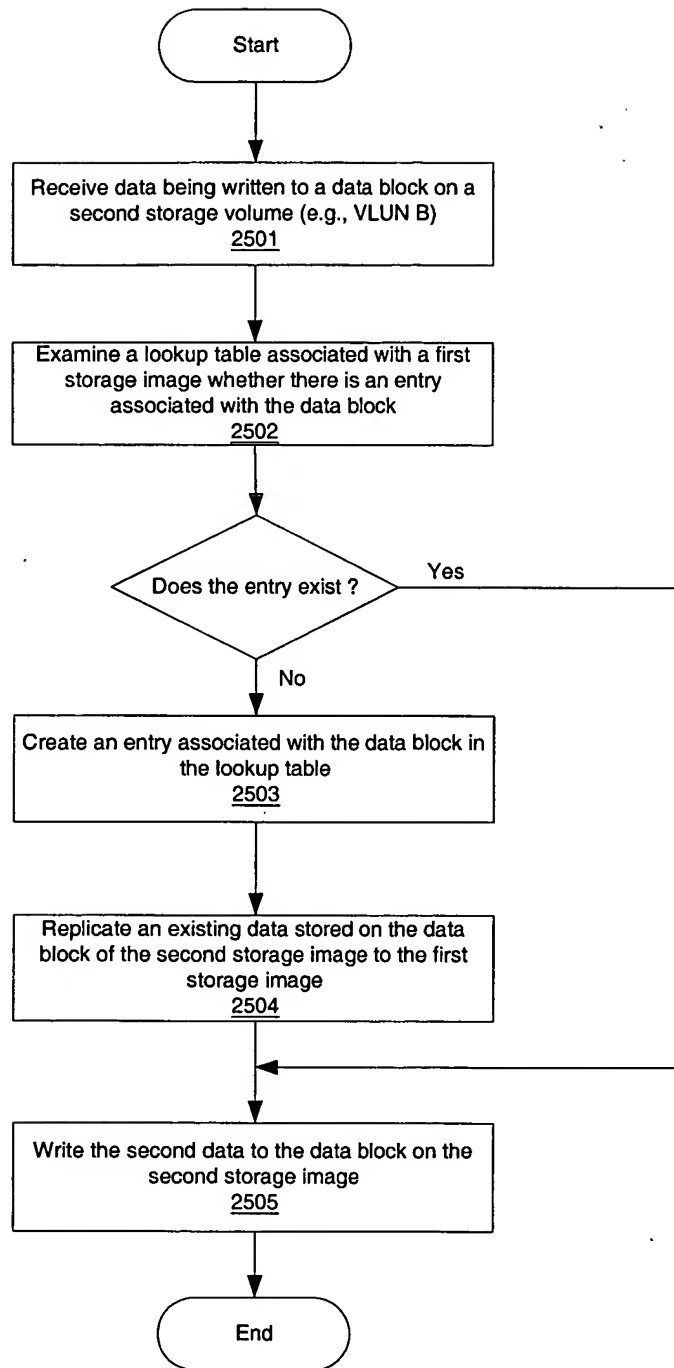 Start
Receive data being written to a data block on a
second storage volume (e.g., VLUN B)
2501
Examine a lookup table associated with a first
storage image whether there is an entry
associated with the data block
2502
Does the entry exist ?
Yes
No
Create an entry associated with the data block in
the lookup table
2503
Replicate an existing data stored on the data
block of the second storage image to the first
storage image
2504
Write the second data to the data block on the
second storage image
2505
End